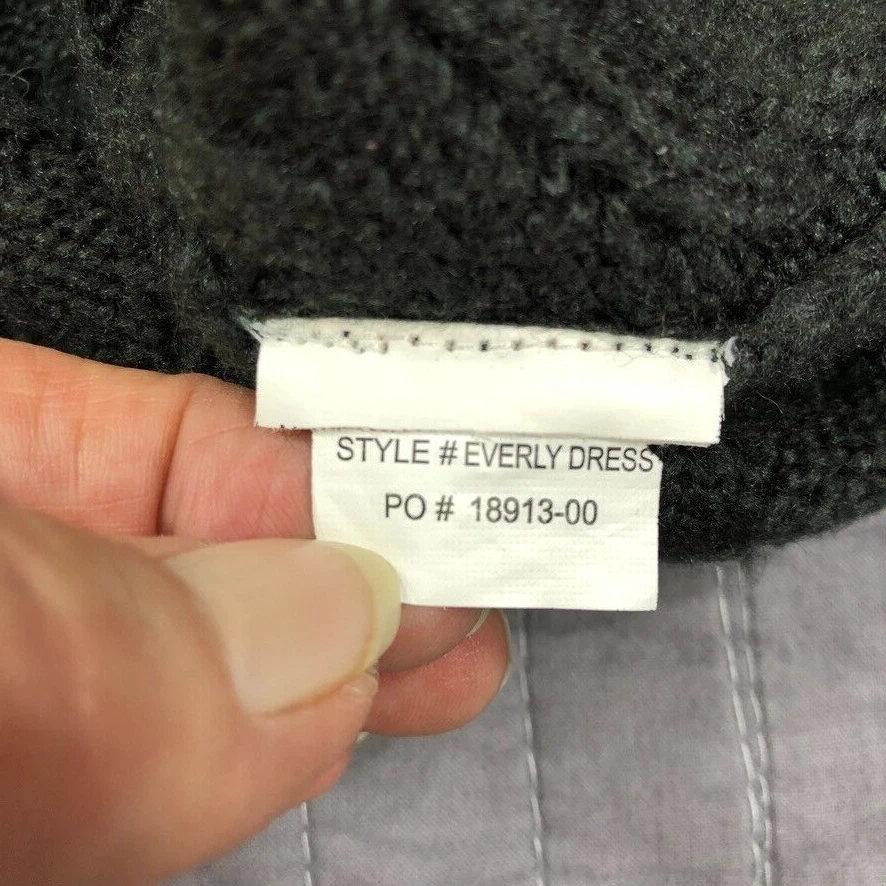 STYLE # EVERLY DRESS
PO # 18913-00